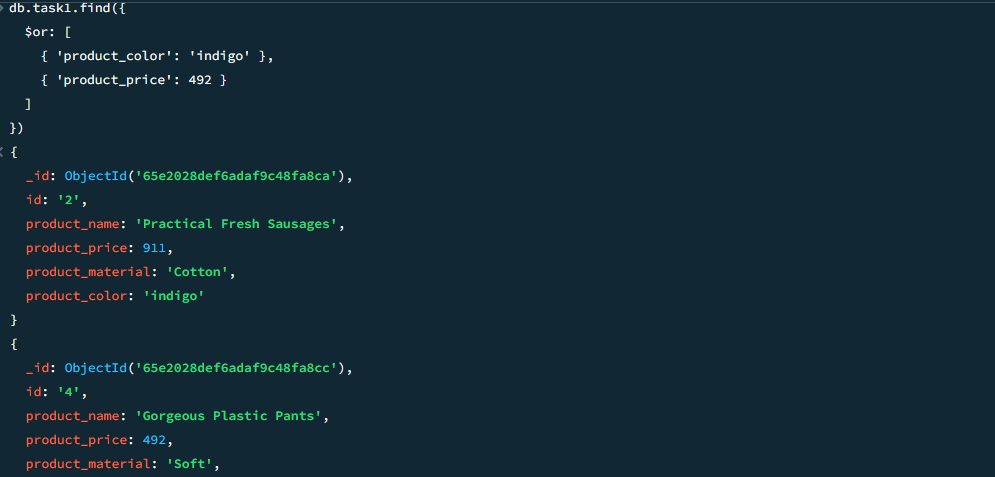 db.task1.find({
$or: [
{ 'product_color': 'indigo' },
{ 'product_price': 492 }
]
})
{
_id: ObjectId('65e2028def6adaf9c48fa8ca'),
id: '2',
product_name: 'Practical Fresh Sausages',
product_price: 911,
product_material: 'Cotton',
product_color: 'indigo'
}
{
_id: ObjectId('65e2028def6adaf9c48fa8cc'),
id: '4',
product_name: 'Gorgeous Plastic Pants',
product_price: 492,
product_material: 'Soft',